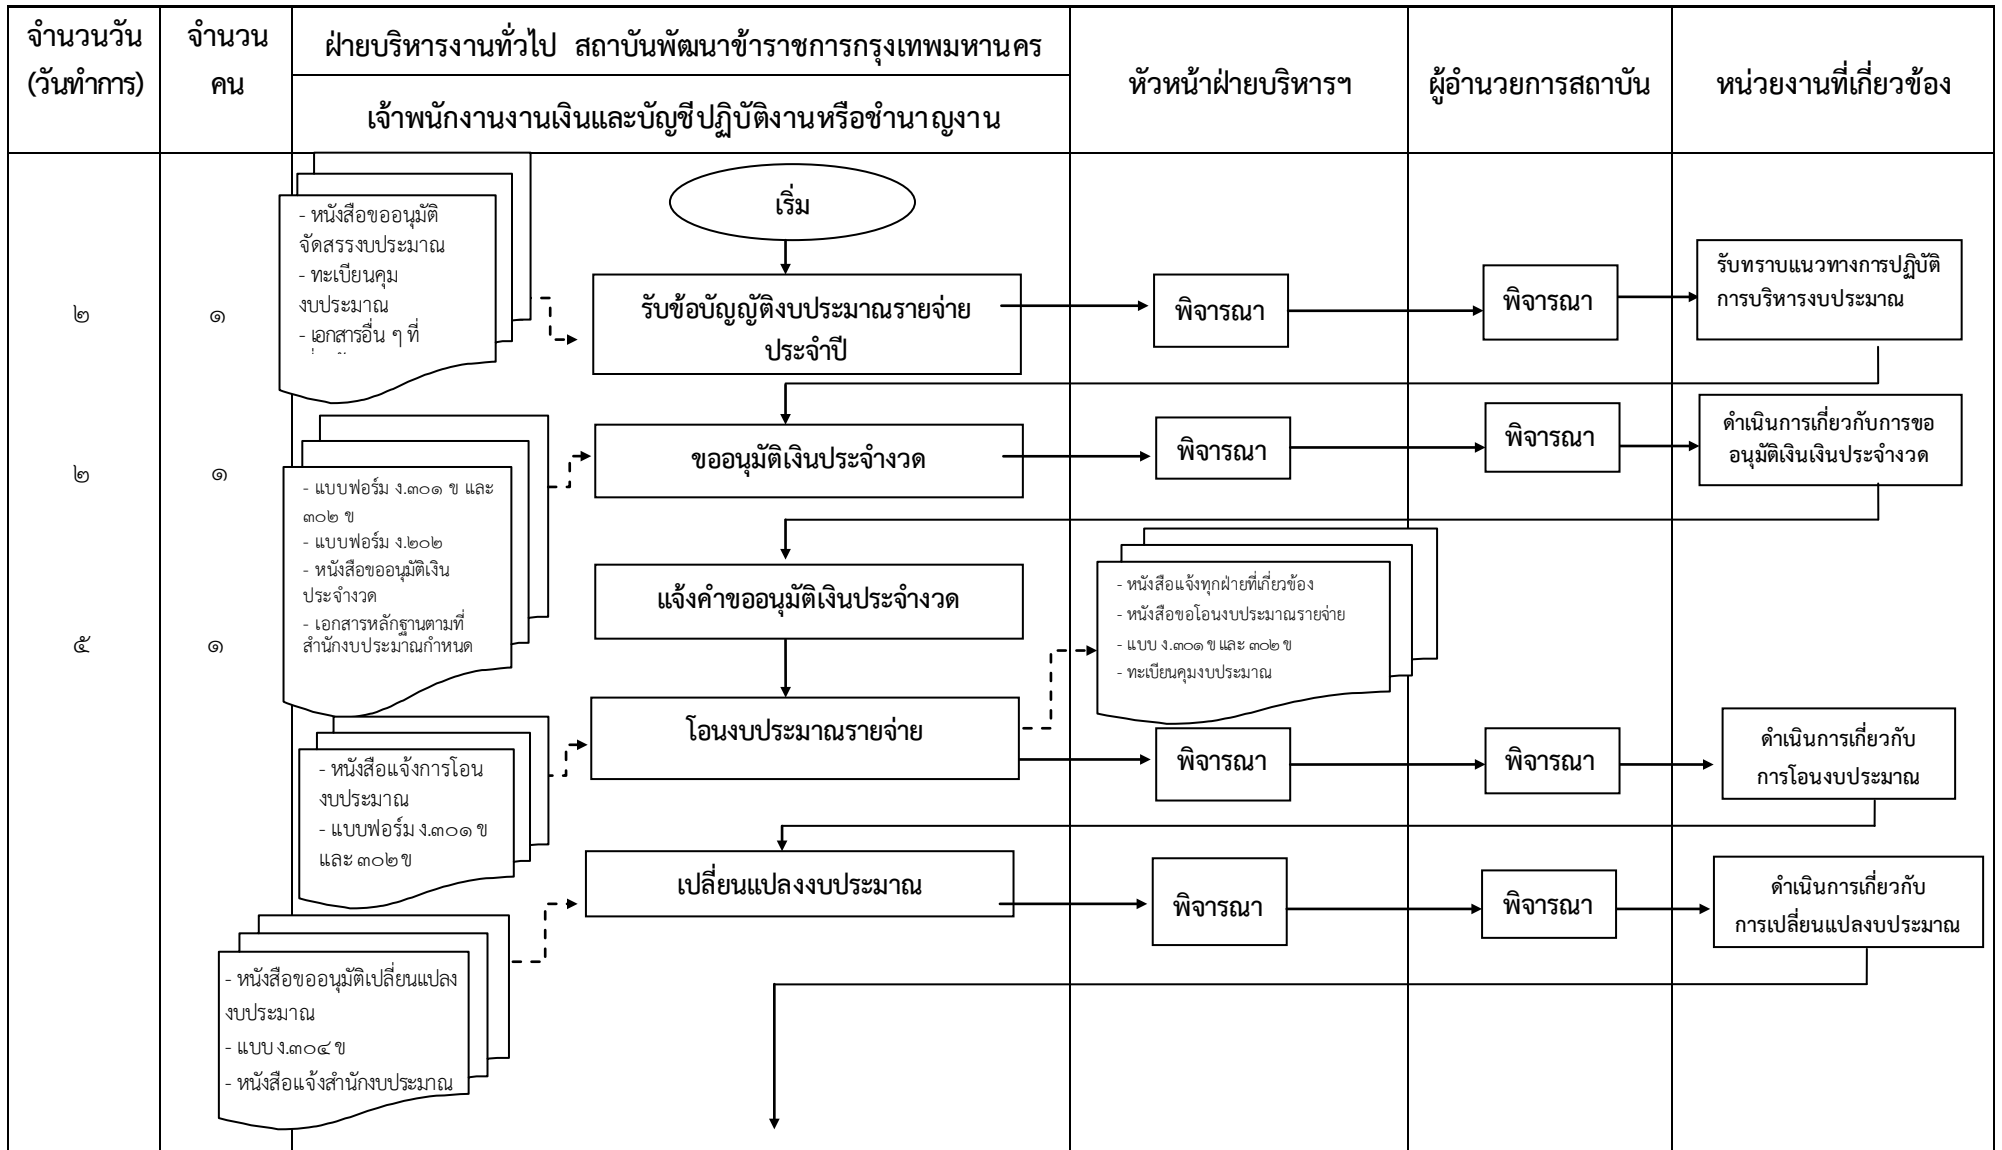 จำนวนวัน
(วันทำการ)
จำนวน
คน
ฝ่ายบริหารงานทั่วไป สถาบันพัฒนาข้าราชการกรุงเทพมหานคร
เจ้าพนักงานงานเงินและบัญชีปฏิบัติงานหรือชำนาญงาน
หัวหน้าฝ่ายบริหารฯ
ผู้อำนวยการสถาบัน
หน่วยงานที่เกี่ยวข้อง
เริ่ม
- หนังสือขออนุมัติ
จัดสรรงบประมาณ
- ทะเบียนคุม
งบประมาณ
- เอกสารอื่น ๆ ที่
๒
๑
รับข้อบัญญัติงบประมาณรายจ่าย
ประจำปี
พิจารณา
พิจารณา
รับทราบแนวทางการปฏิบัติ
การบริหารงบประมาณ
๒
๑
- แบบฟอร์ม ง.๓๐๑ ข และ
๓๐๒ ข
- แบบฟอร์ม ง.๒๐๒
- หนังสือขออนุมัติเงิน
ประจำงวด
- เอกสารหลักฐานตามที่
สำนักงบประมาณกำหนด
ขออนุมัติเงินประจำงวด
พิจารณา
พิจารณา
ดำเนินการเกี่ยวกับการขอ
อนุมัติเงินเงินประจำงวด
๕
๑
แจ้งคำขออนุมัติเงินประจำงวด
- หนังสือแจ้งทุกฝ่ายที่เกี่ยวข้อง
- หนังสือขอโอนงบประมาณรายจ่าย
- แบบ ง.๓๐๑ ข และ ๓๐๒ ข
- ทะเบียนคุมงบประมาณ
- หนังสือแจ้งการโอน
งบประมาณ
- แบบฟอร์ม ง.๓๐๑ ข
และ ๓๐๒ ข
โอนงบประมาณรายจ่าย
พิจารณา
พิจารณา
ดำเนินการเกี่ยวกับ
การโอนงบประมาณ
เปลี่ยนแปลงงบประมาณ
พิจารณา
พิจารณา
ดำเนินการเกี่ยวกับ
การเปลี่ยนแปลงงบประมาณ
- หนังสือขออนุมัติเปลี่ยนแปลง
งบประมาณ
- แบบ ง.๓๐๔ ข
- หนังสือแจ้งสำนักงบประมาณ